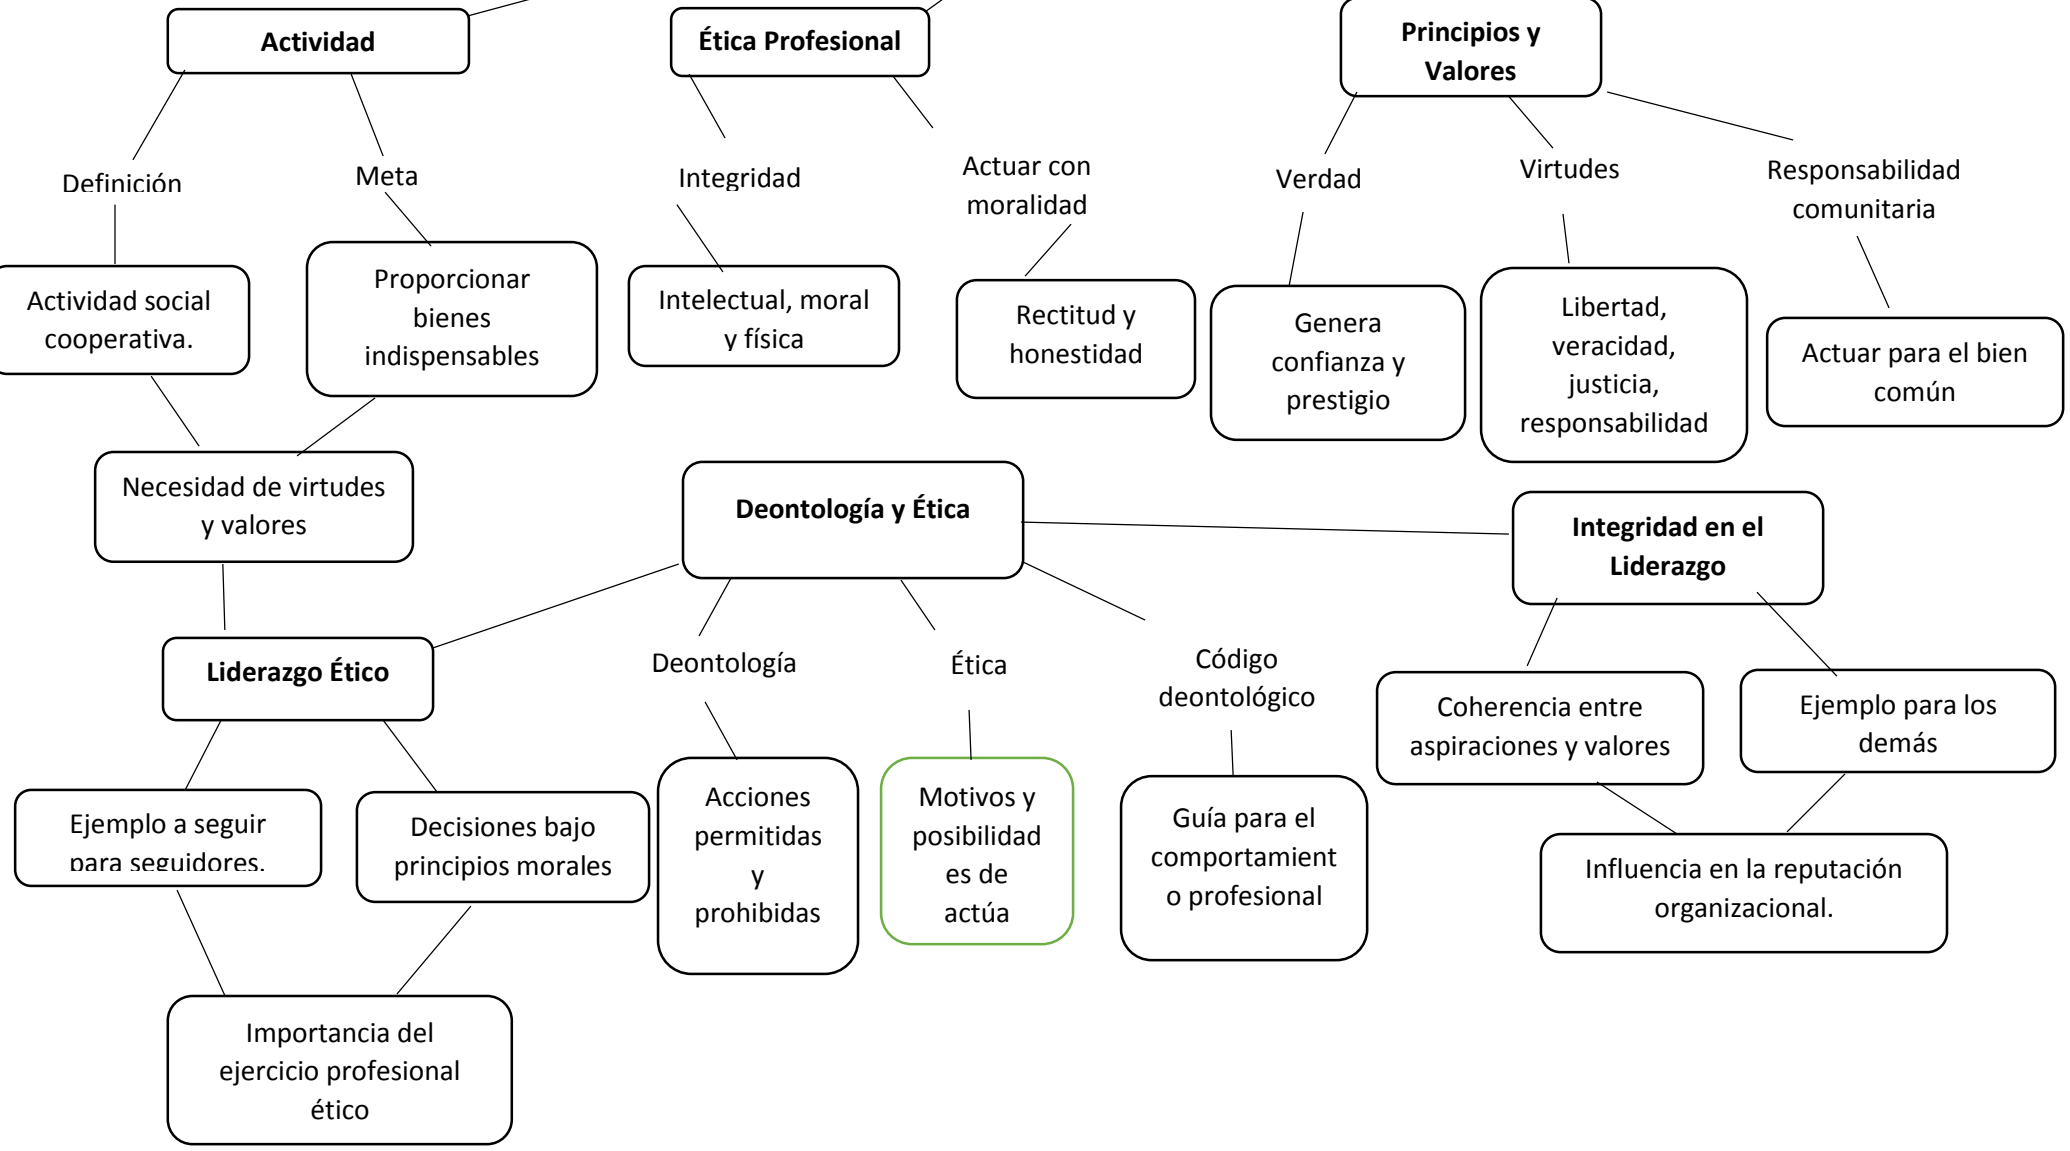 Actividad
Ética Profesional
Principios y
Valores
Definición
Meta
Integridad
Actuar con
moralidad
Verdad
Virtudes
Responsabilidad
comunitaria
Actividad social
cooperativa.
Proporcionar
bienes
indispensables
Intelectual, moral
y física
Rectitud y
honestidad
Genera
confianza y
prestigio
Libertad,
veracidad,
justicia,
responsabilidad
Actuar para el bien
común
Necesidad de virtudes
y valores
Deontología y Ética
Integridad en el
Liderazgo
Liderazgo Ético
Deontología
Ética
Código
deontológico
Coherencia entre
aspiraciones y valores
Ejemplo para los
demás
Ejemplo a seguir
para seguidores.
Decisiones bajo
principios morales
Acciones
permitidas
y
prohibidas
Motivos y
posibilidad
es de
actúa
Guía para el
comportamient
o profesional
Influencia en la reputación
organizacional.
Importancia del
ejercicio profesional
ético